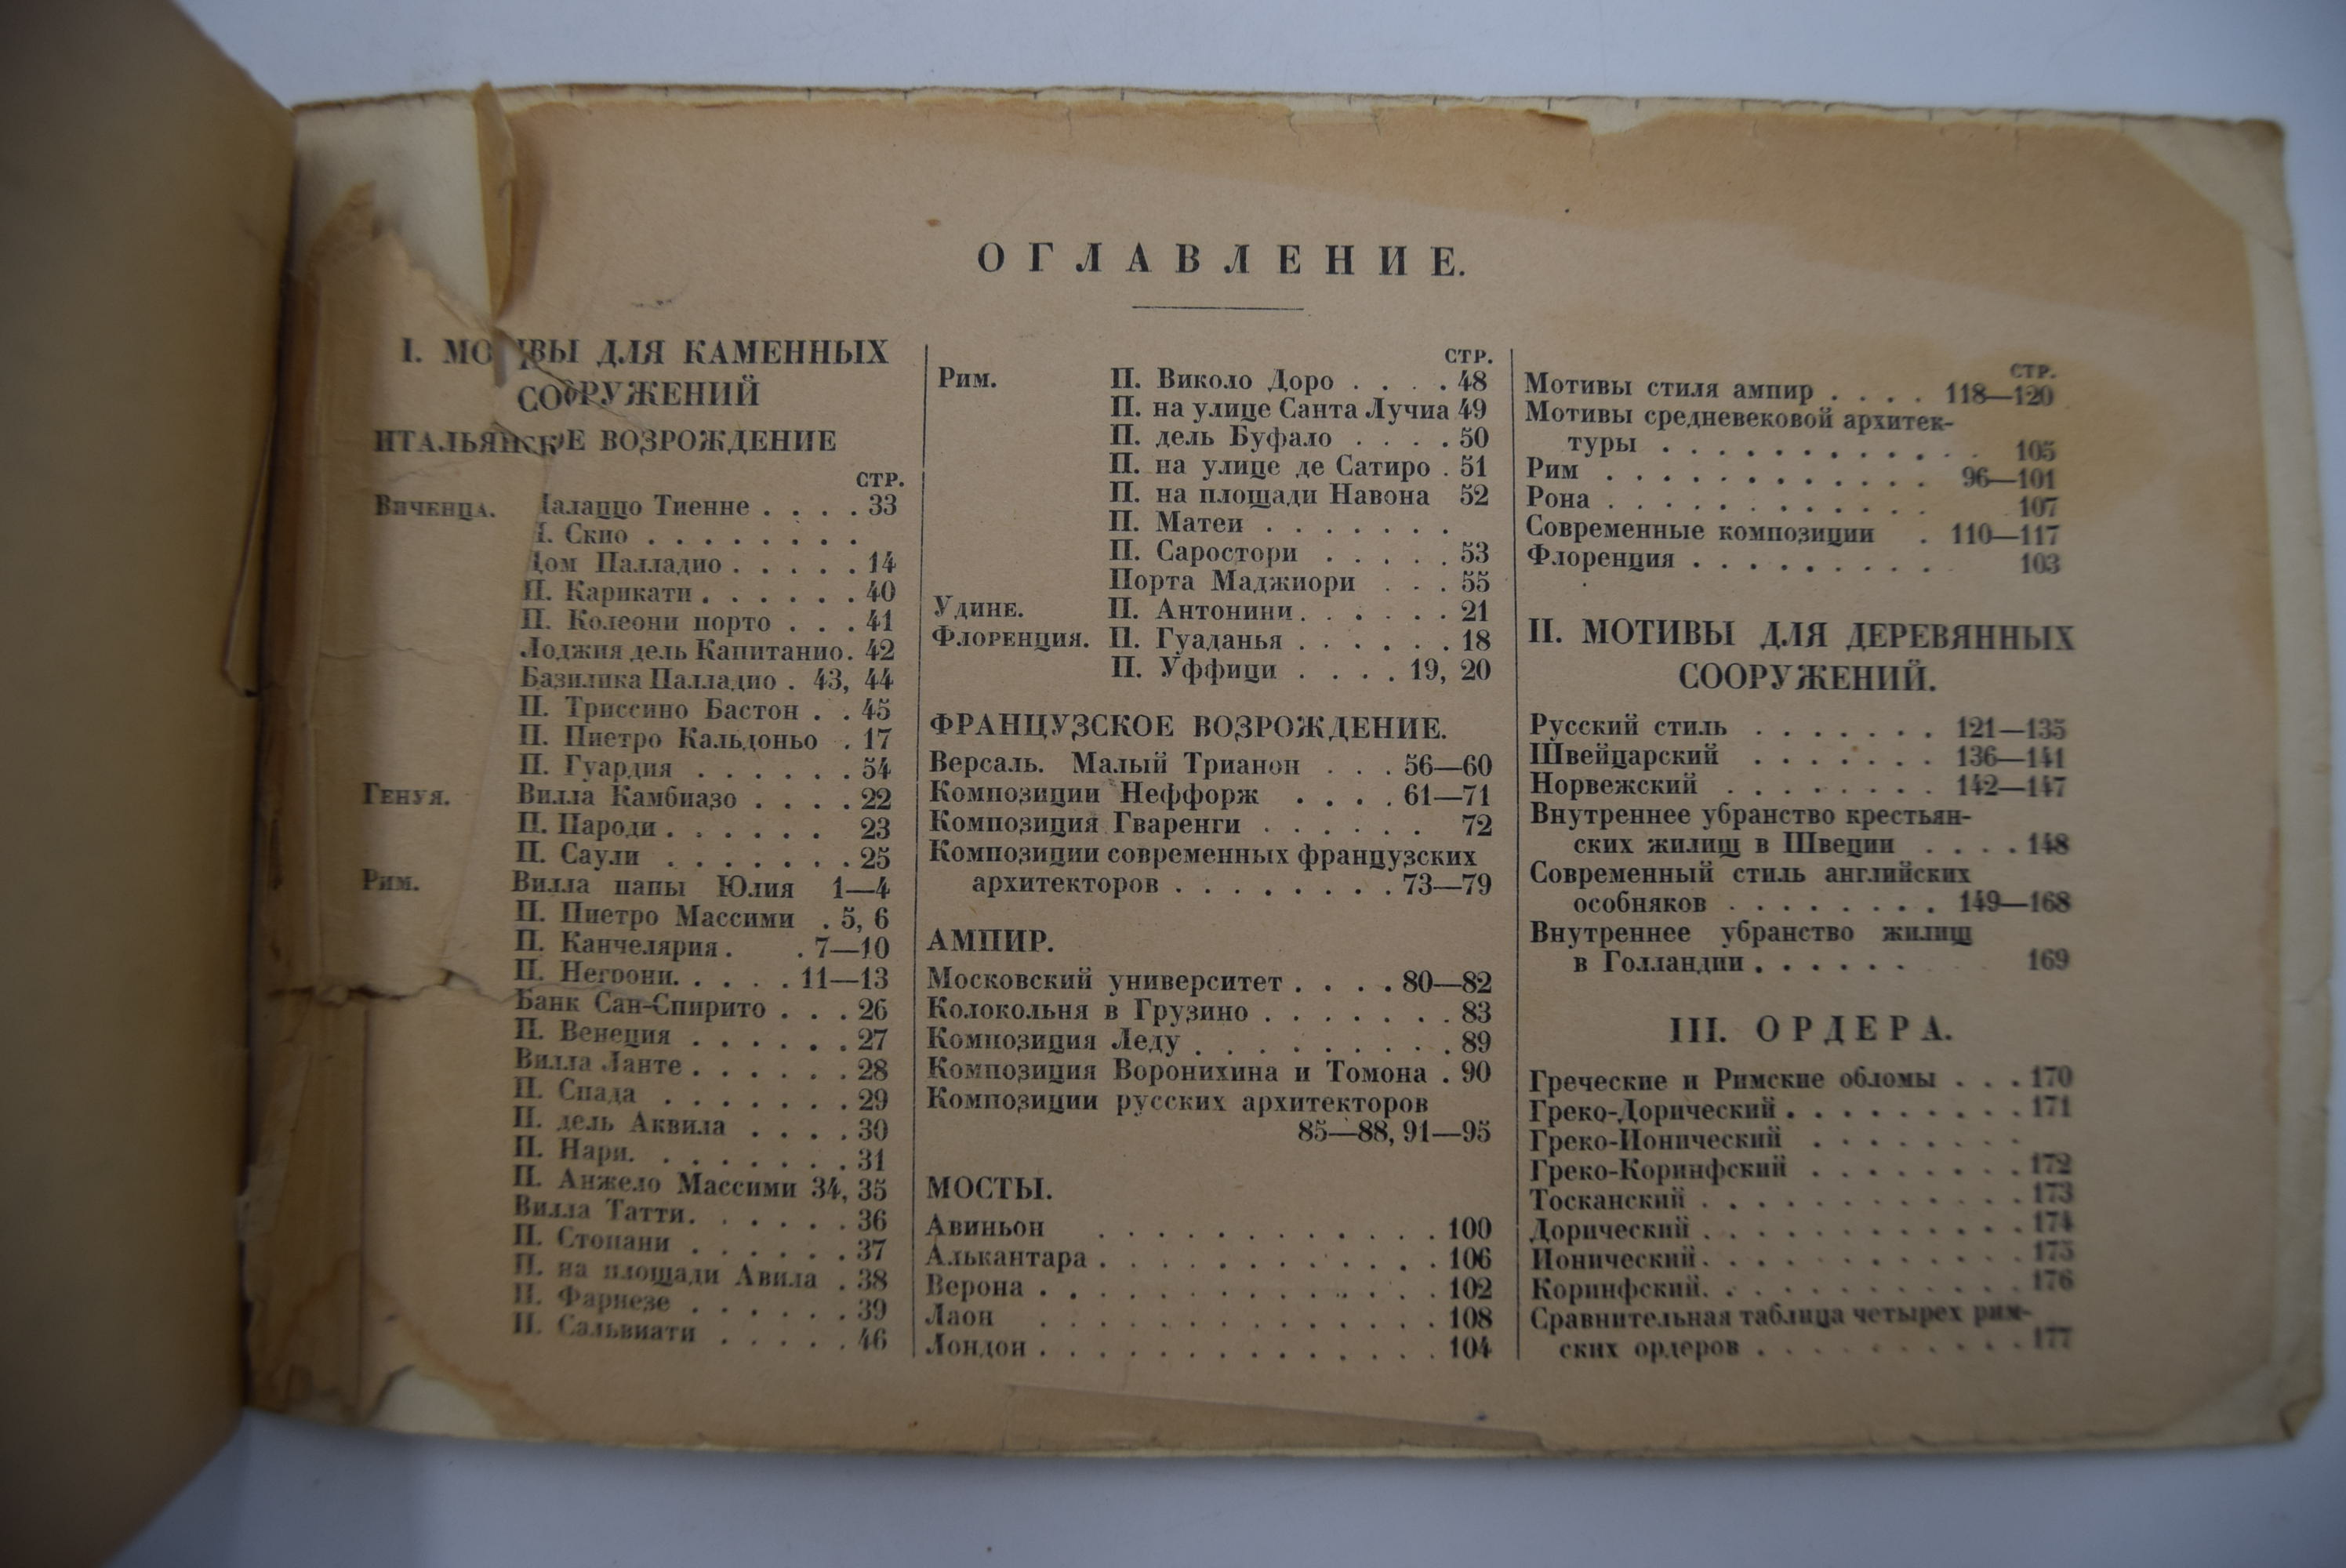 ОГЛАВЛЕНИЕ.
I. МОТИВЫ ДЛЯ КАМЕННЫХ
СООРУЖЕНИЙ
ИТАЛЬЯНСКОЕ ВОЗРОЖДЕНИЕ
СТР.
Виченца. Палаццо Тиенне . . . . 33
П. Скио . . . . . . . .
Дом Палладио . . . . . 14
П. Карикати . . . . . . 40
П. Колеони порто . . . 41
Лоджия дель Капитанио. 42
Базилика Палладио . 43, 44
П. Триссино Бастон . . 45
П. Пиетро Кальдоньо . 17
П. Гуардия . . . . . . 54
Генуя. Вилла Камбиазо . . . . 22
П. Пароди . . . . . . 23
П. Саули . . . . . . . 25
Рим. Вилла папы Юлия 1—4
П. Пиетро Массими . 5, 6
П. Канчелярия . . 7—10
П. Негрони. . . . . 11—13
Банк Сан-Спирито . . . 26
П. Венеция . . . . . . 27
Вилла Ланте . . . . . . 28
П. Спада . . . . . . . 29
П. дель Аквила . . . . 30
П. Нари. . . . . . . . 31
П. Анжело Массими 34, 35
Вилла Татти. . . . . . 36
П. Стопани . . . . . . 37
П. на площади Авила . 38
П. Фарнезе . . . . . . 39
П. Сальвиати . . . . . 46
СТР.
Рим. П. Виколо Доро . . . . 48
П. на улице Санта Лучиа 49
П. дель Буфало . . . . 50
П. на улице де Сатиро . 51
П. на площади Навона 52
П. Матеи . . . . . . .
П. Саростори . . . . . 53
Порта Маджиори . . . 55
Удине. П. Антонини . . . . . . 21
Флоренция. П. Гуаданья . . . . . . 18
П. Уффици . . . . 19, 20
ФРАНЦУЗСКОЕ ВОЗРОЖДЕНИЕ.
Версаль. Малый Трианон . . . 56—60
Композиции Неффорж . . . . 61—71
Композиция Гваренги . . . . . . 72
Композиции современных французских
архитекторов . . . . . . . . 73—79
АМПИР.
Московский университет . . . . 80—82
Колокольня в Грузино . . . . . . . 83
Композиция Леду . . . . . . . . . 89
Композиция Воронихина и Томона . 90
Композиции русских архитекторов
85—88, 91—95
МОСТЫ.
Авиньон . . . . . . . . . . . . 100
Алькантара . . . . . . . . . . . . 106
Верона . . . . . . . . . . . . . . 102
Лаон . . . . . . . . . . . . . . 108
Лондон . . . . . . . . . . . . . . 104
СТР.
Мотивы стиля ампир . . . . 118—120
Мотивы средневековой архитек-
туры . . . . . . . . . . . 105
Рим . . . . . . . . . . . . 96—101
Рона . . . . . . . . . . . . 107
Современные композиции . 110—117
Флоренция . . . . . . . . . 103
II. МОТИВЫ ДЛЯ ДЕРЕВЯННЫХ
СООРУЖЕНИЙ.
Русский стиль . . . . . . . 121—135
Швейцарский . . . . . . . 136—141
Норвежский . . . . . . . . 142—147
Внутреннее убранство крестьян-
ских жилищ в Швеции . . . . 148
Современный стиль английских
особняков . . . . . . . . 149—168
Внутреннее убранство жилищ
в Голландии . . . . . . 169
III. ОРДЕРА.
Греческие и Римские обломы . . . 170
Греко-Дорический . . . . . . . . . 171
Греко-Ионический . . . . . . . .
Греко-Коринфский . . . . . . . . 172
Тосканский . . . . . . . . . . . . 173
Дорический . . . . . . . . . . . . 174
Ионический . . . . . . . . . . . . 175
Коринфский. . . . . . . . . . . . 176
Сравнительная таблица четырех рим-
ских ордеров . . . . . . . . . . 177